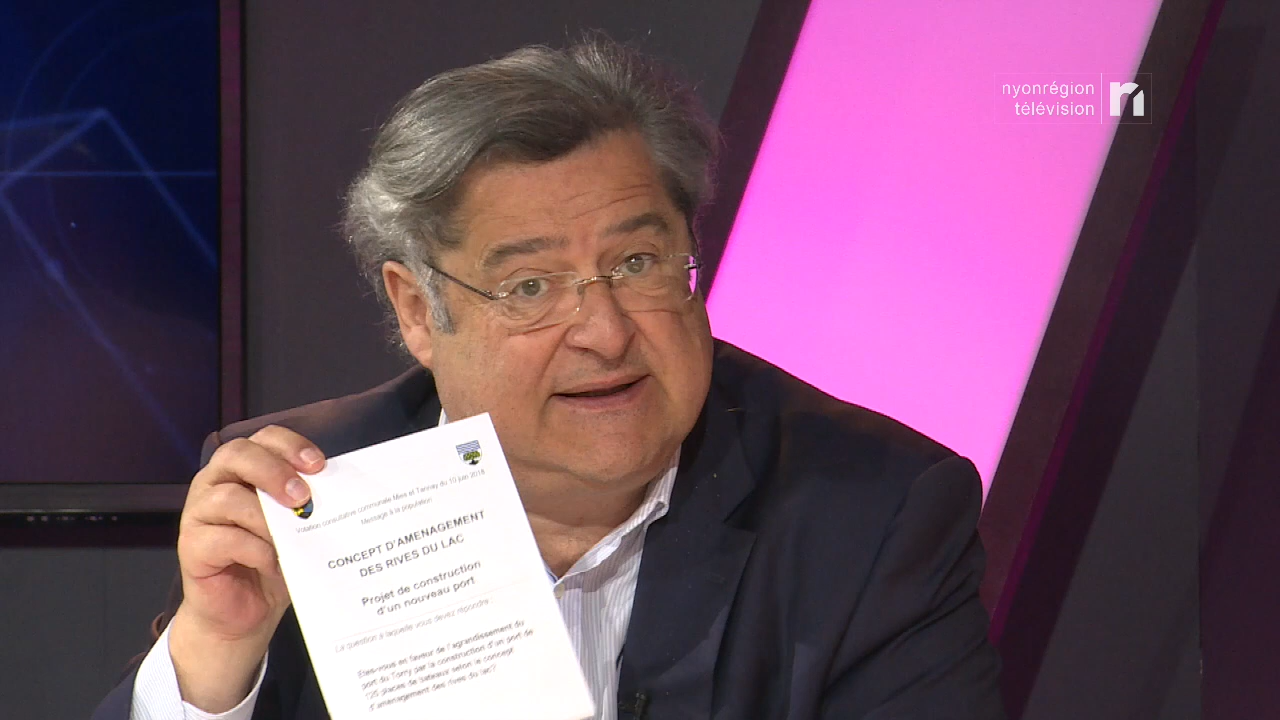 nyonrégion
télévision
Votation consultative communale Mies et Tannay du 10 juin 2018
Message à la population
CONCEPT D'AMENAGEMENT
DES RIVES DU LAC
Projet de construction
d'un nouveau port
La question à laquelle vous devez répondre :
Etes-vous en faveur de l'agrandissement du
port du Torry par la construction d'un port de
120 places de bateaux selon le concept
d'aménagement des rives du lac?